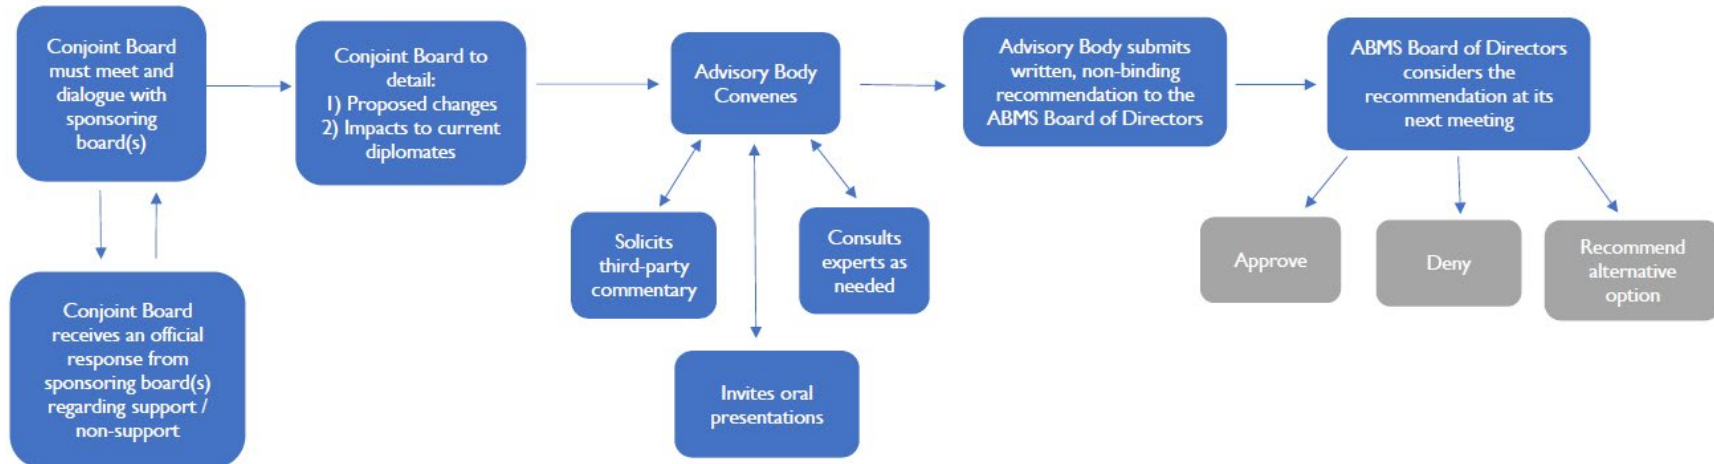 Conjoint Board
must meet and
dialogue with
sponsoring
board(s)
Conjoint Board
receives an official
response from
sponsoring board(s)
regarding support /
non-support
Conjoint Board to
detail:
1) Proposed changes
2) Impacts to current
diplomates
Advisory Body
Convenes
Solicits
third-party
commentary
Invites oral
presentations
Consults
experts as
needed
Advisory Body submits
written, non-binding
recommendation to the
ABMS Board of Directors
ABMS Board of Directors
considers the
recommendation at its
next meeting
Approve
Deny
Recommend
alternative
option